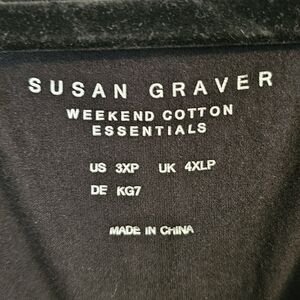 SUSAN GRAVER
WEEKEND COTTON
ESSENTIALS
US 3XP UK 4XLP
DE KG7
MADE IN CHINA